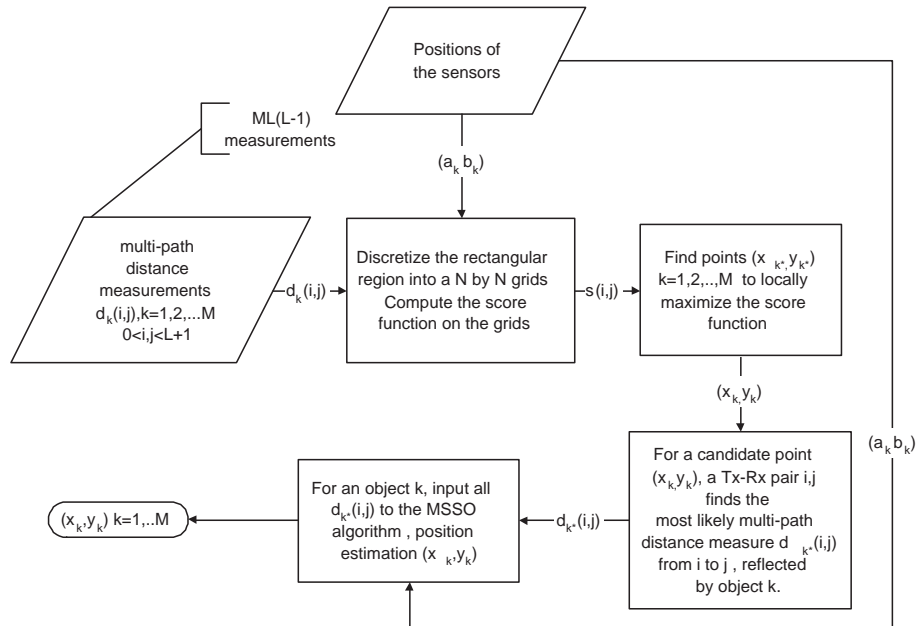 Positions of
the sensors
ML(L-1)
measurements
(a_k b_k)
multi-path
distance
measurements
d_k(i,j),k=1,2,...M
0<i,j<L+1
d_k(i,j)
Discretize the rectangular
region into a N by N grids
Compute the score
function on the grids
s(i,j)
Find points (x_k*,y_k*)
k=1,2,..,M to locally
maximize the score
function
(x_k,y_k)
(a_k b_k)
For a candidate point
(x_k,y_k), a Tx-Rx pair i,j
finds the
most likely multi-path
distance measure d_k*(i,j)
from i to j , reflected
by object k.
d_k*(i,j)
For an object k, input all
d_k*(i,j) to the MSSO
algorithm , position
estimation (x_k,y_k)
(x_k,y_k) k=1,..M